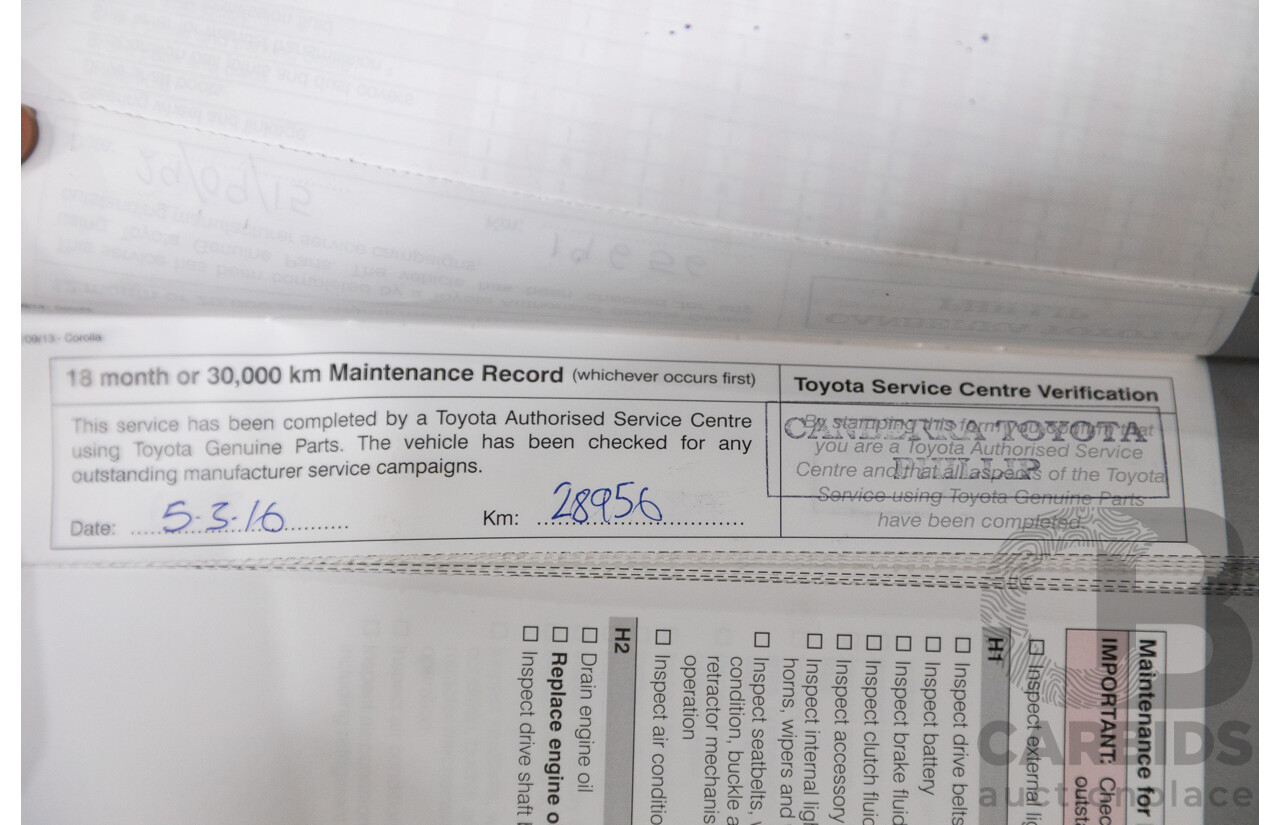 09/13 - Corolla
18 month or 30,000 km Maintenance Record (whichever occurs first)
This service has been completed by a Toyota Authorised Service Centre
using Toyota Genuine Parts. The vehicle has been checked for any
outstanding manufacturer service campaigns.
Date: 5-3-16
Km: 28956
Toyota Service Centre Verification
By stamping this form you confirm that
you are a Toyota Authorised Service
Centre and that all aspects of the Toyota
Service using Toyota Genuine Parts
have been completed
CANBERRA TOYOTA
PHILLIP
Maintenance for
IMPORTANT: Chec
outsta
Inspect external lig
H1
Inspect drive belts
Inspect battery
Inspect brake fluid
Inspect clutch fluid
Inspect accessory
Inspect internal ligh
horns, wipers and
Inspect seatbelts,
condition, buckle a
retractor mechanis
operation
Inspect air conditio
H2
Drain engine oil
Replace engine o
Inspect drive shaft b
CARBIDS
auctionplace